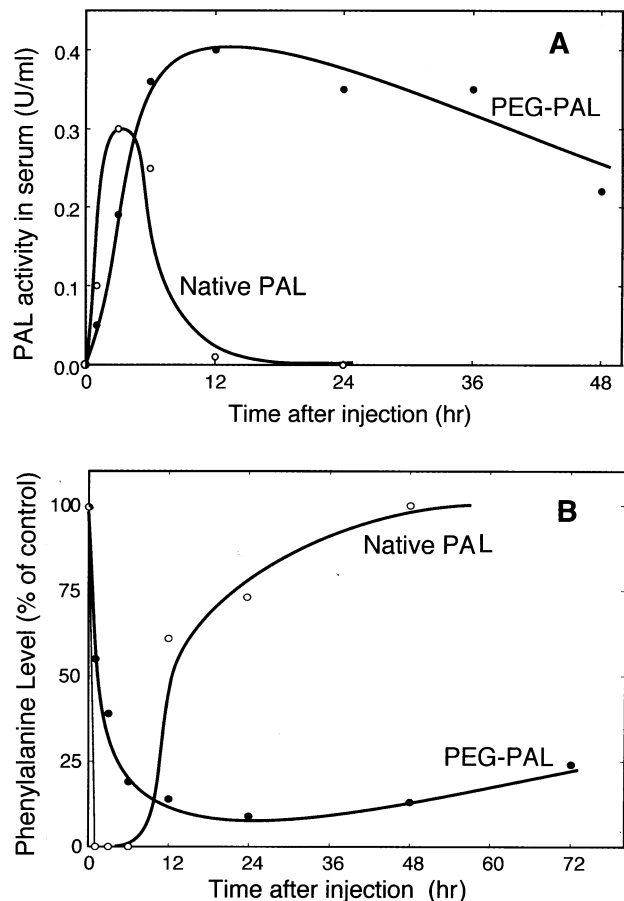 A
PAL activity in serum (U/ml)
0.4
0.3
0.2
0.1
0.0
PEG-PAL
Native PAL
0 12 24 36 48
Time after injection (hr)
B
Phenylalanine Level (% of control)
100
75
50
25
0
Native PAL
PEG-PAL
0 12 24 36 48 60 72
Time after injection (hr)